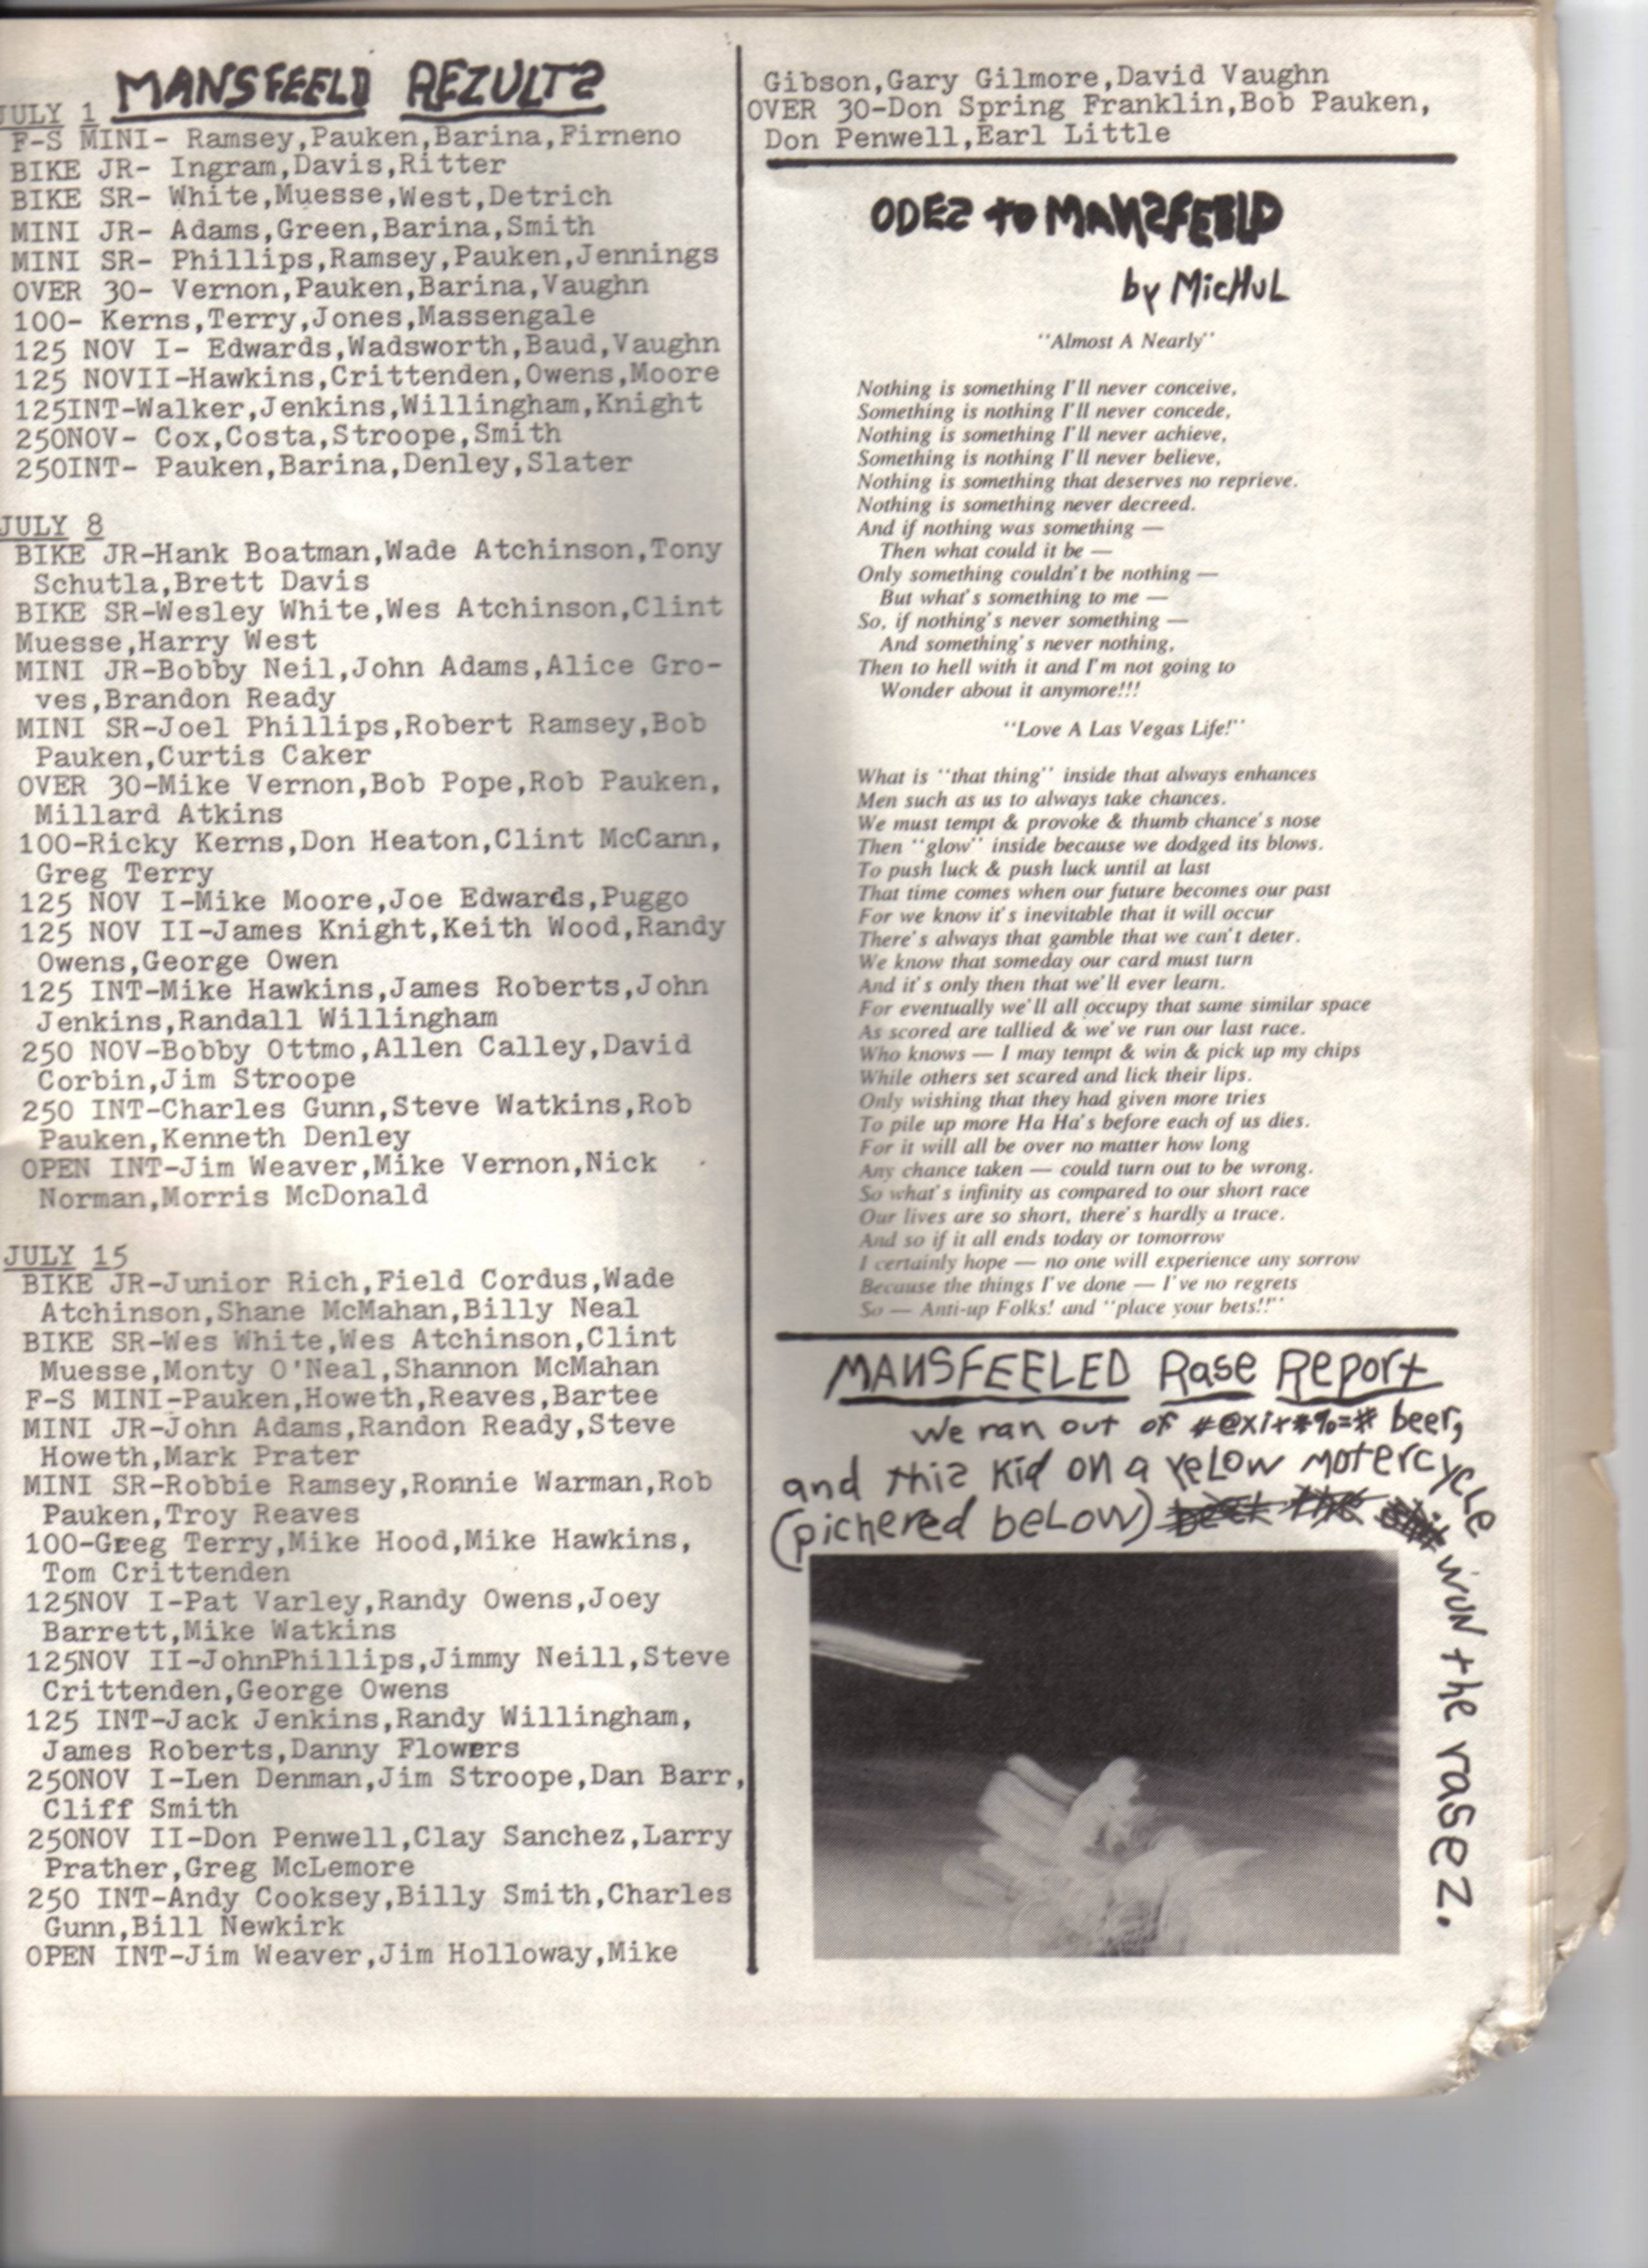 MANSFEELD REZULTS
JULY 1
F-S MINI- Ramsey,Pauken,Barina,Firneno
BIKE JR- Ingram,Davis,Ritter
BIKE SR- White,Muesse,West,Detrich
MINI JR- Adams,Green,Barina,Smith
MINI SR- Phillips,Ramsey,Pauken,Jennings
OVER 30- Vernon,Pauken,Barina,Vaughn
100- Kerns,Terry,Jones,Massengale
125 NOV I- Edwards,Wadsworth,Baud,Vaughn
125 NOVII-Hawkins,Crittenden,Owens,Moore
125INT-Walker,Jenkins,Willingham,Knight
250NOV- Cox,Costa,Stroope,Smith
250INT- Pauken,Barina,Denley,Slater
JULY 8
BIKE JR-Hank Boatman,Wade Atchinson,Tony
Schutla,Brett Davis
BIKE SR-Wesley White,Wes Atchinson,Clint
Muesse,Harry West
MINI JR-Bobby Neil,John Adams,Alice Gro-
ves,Brandon Ready
MINI SR-Joel Phillips,Robert Ramsey,Bob
Pauken,Curtis Caker
OVER 30-Mike Vernon,Bob Pope,Rob Pauken,
Millard Atkins
100-Ricky Kerns,Don Heaton,Clint McCann,
Greg Terry
125 NOV I-Mike Moore,Joe Edwards,Puggo
125 NOV II-James Knight,Keith Wood,Randy
Owens,George Owen
125 INT-Mike Hawkins,James Roberts,John
Jenkins,Randall Willingham
250 NOV-Bobby Ottmo,Allen Calley,David
Corbin,Jim Stroope
250 INT-Charles Gunn,Steve Watkins,Rob
Pauken,Kenneth Denley
OPEN INT-Jim Weaver,Mike Vernon,Nick
Norman,Morris McDonald
JULY 15
BIKE JR-Junior Rich,Field Cordus,Wade
Atchinson,Shane McMahan,Billy Neal
BIKE SR-Wes White,Wes Atchinson,Clint
Muesse,Monty O'Neal,Shannon McMahan
F-S MINI-Pauken,Howeth,Reaves,Bartee
MINI JR-John Adams,Randon Ready,Steve
Howeth,Mark Prater
MINI SR-Robbie Ramsey,Ronnie Warman,Rob
Pauken,Troy Reaves
100-Greg Terry,Mike Hood,Mike Hawkins,
Tom Crittenden
125NOV I-Pat Varley,Randy Owens,Joey
Barrett,Mike Watkins
125NOV II-JohnPhillips,Jimmy Neill,Steve
Crittenden,George Owens
125 INT-Jack Jenkins,Randy Willingham,
James Roberts,Danny Flowers
250NOV I-Len Denman,Jim Stroope,Dan Barr,
Cliff Smith
250NOV II-Don Penwell,Clay Sanchez,Larry
Prather,Greg McLemore
250 INT-Andy Cooksey,Billy Smith,Charles
Gunn,Bill Newkirk
OPEN INT-Jim Weaver,Jim Holloway,Mike
Gibson,Gary Gilmore,David Vaughn
OVER 30-Don Spring Franklin,Bob Pauken,
Don Penwell,Earl Little
ODES to MANSFEELD
by MicHuL
"Almost A Nearly"
Nothing is something I'll never conceive,
Something is nothing I'll never concede,
Nothing is something I'll never achieve,
Something is nothing I'll never believe,
Nothing is something that deserves no reprieve.
Nothing is something never decreed.
And if nothing was something —
Then what could it be —
Only something couldn't be nothing —
But what's something to me —
So, if nothing's never something —
And something's never nothing,
Then to hell with it and I'm not going to
Wonder about it anymore!!!
"Love A Las Vegas Life!"
What is "that thing" inside that always enhances
Men such as us to always take chances.
We must tempt & provoke & thumb chance's nose
Then "glow" inside because we dodged its blows.
To push luck & push luck until at last
That time comes when our future becomes our past
For we know it's inevitable that it will occur
There's always that gamble that we can't deter.
We know that someday our card must turn
And it's only then that we'll ever learn.
For eventually we'll all occupy that same similar space
As scored are tallied & we've run our last race.
Who knows — I may tempt & win & pick up my chips
While others set scared and lick their lips.
Only wishing that they had given more tries
To pile up more Ha Ha's before each of us dies.
For it will all be over no matter how long
Any chance taken — could turn out to be wrong.
So what's infinity as compared to our short race
Our lives are so short, there's hardly a trace.
And so if it all ends today or tomorrow
I certainly hope — no one will experience any sorrow
Because the things I've done — I've no regrets
So — Anti-up Folks! and "place your bets!!"
MANSFEELED Rase Report
We ran out of #@xi+*%=# beer,
and this kid on a yeLow motercycle
(pichered beLow)
wun the rasez.